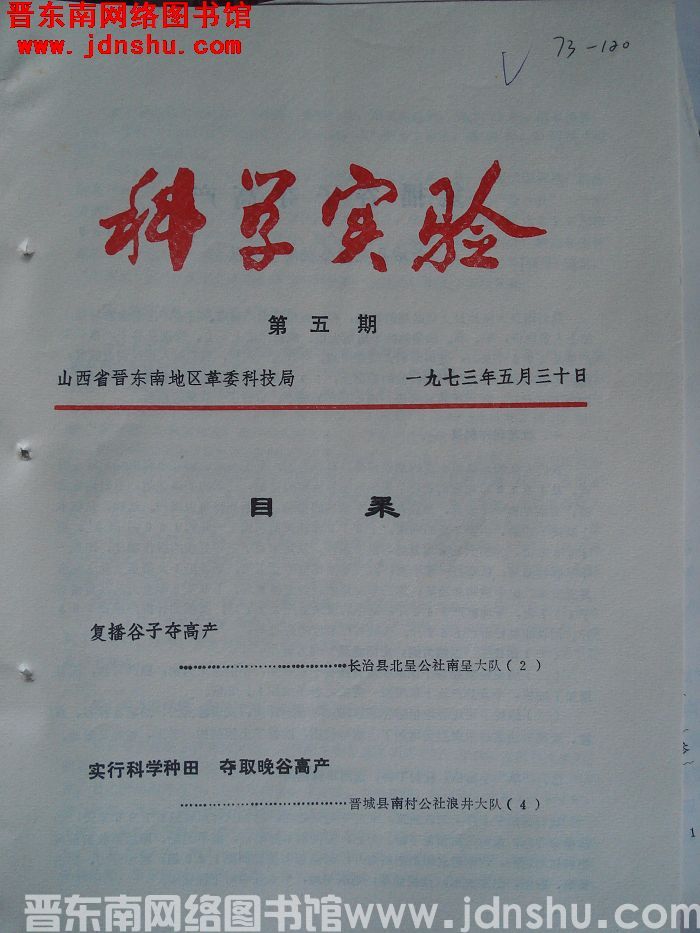 晋东南网络图书馆
www.jdnshu.com
73-120
科学实验
第五期
山西省晋东南地区革委科技局 一九七三年五月三十日
目录
复播谷子夺高产
长治县北呈公社南呈大队(2)
实行科学种田 夺取晚谷高产
晋城县南村公社浪井大队(4)
1
晋东南网络图书馆www.jdnshu.com